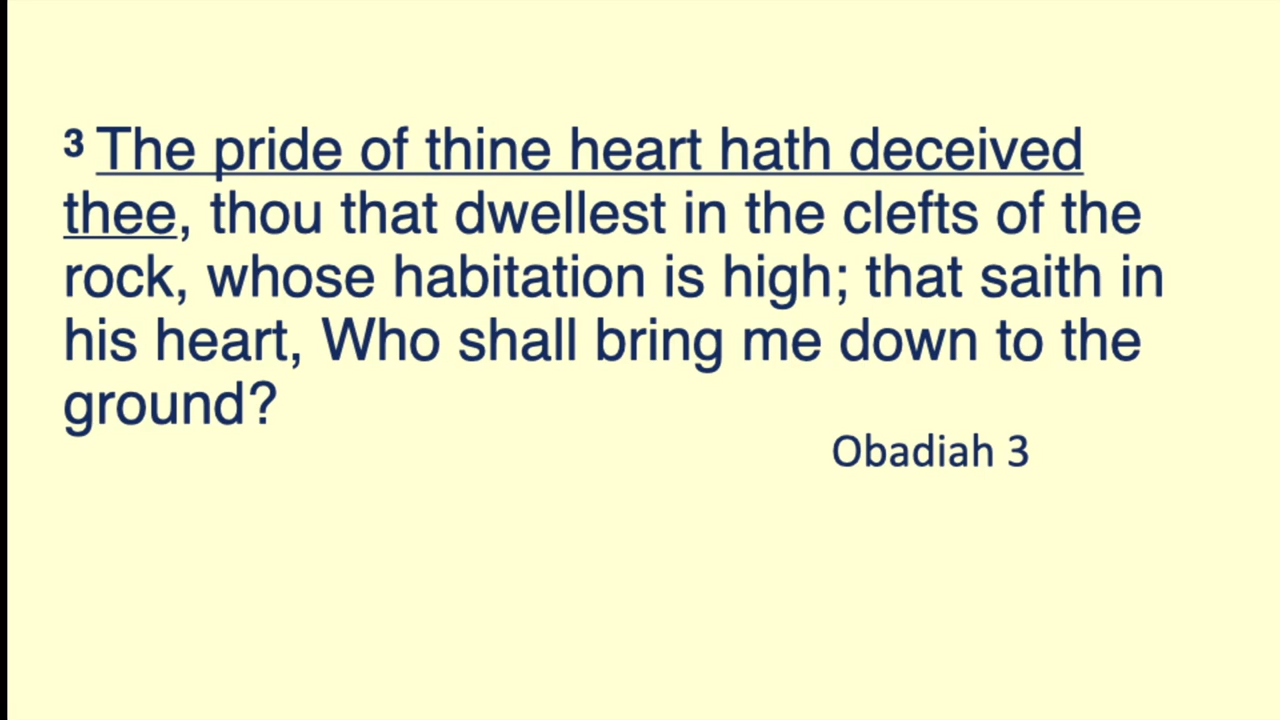 3 The pride of thine heart hath deceived
thee, thou that dwellest in the clefts of the
rock, whose habitation is high; that saith in
his heart, Who shall bring me down to the
ground?
Obadiah 3